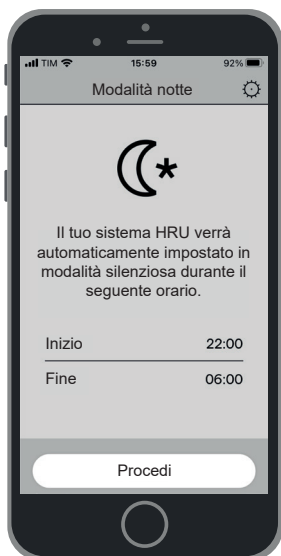 TIM 15:59 92%
Modalità notte
Il tuo sistema HRU verrà
automaticamente impostato in
modalità silenziosa durante il
seguente orario.
Inizio 22:00
Fine 06:00
Procedi